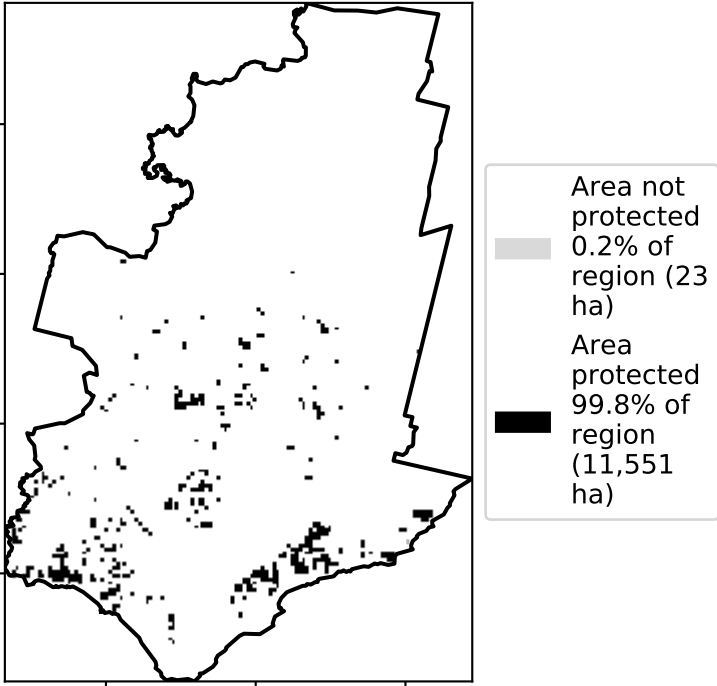 Area not
protected
0.2% of
region (23
ha)
Area
protected
99.8% of
region
(11,551
ha)